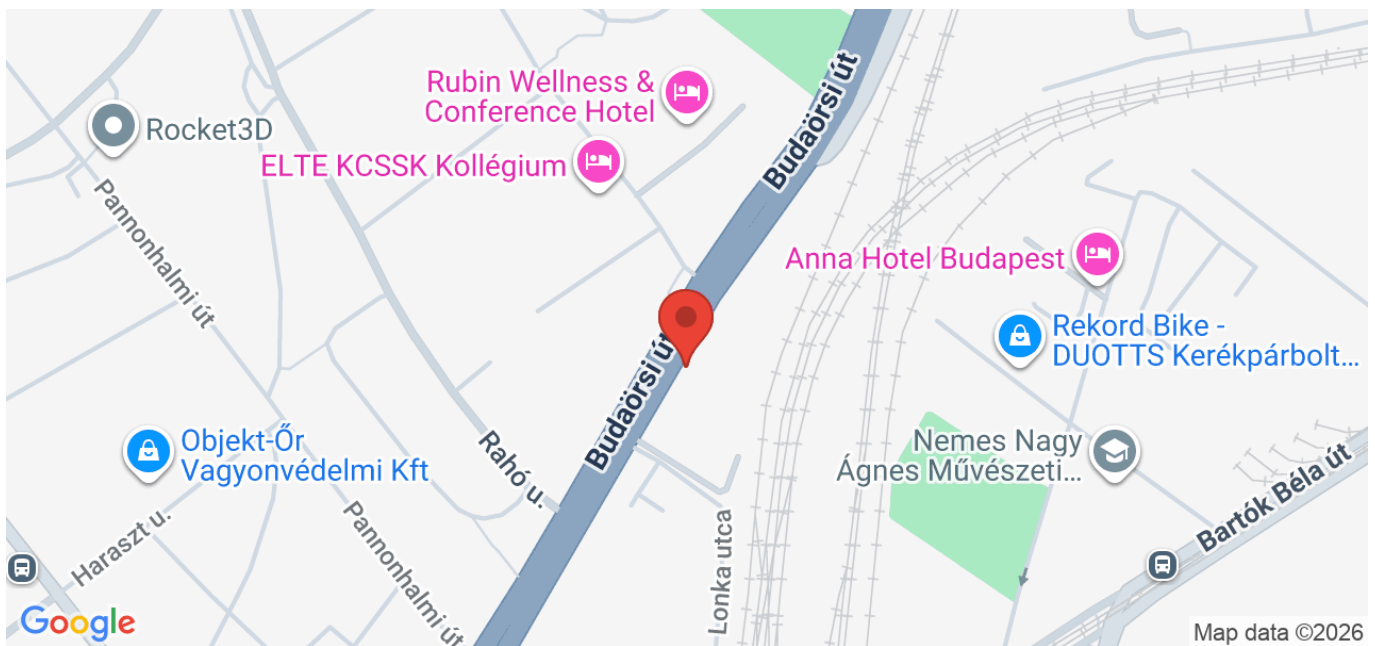 Rubin Wellness &
Conference Hotel
Budaörsi út
Rocket3D
ELTE KCSSK Kollégium
Pannonhalmi út
Anna Hotel Budapest
Rekord Bike -
DUOTTS Kerékpárbolt...
Budaörsi út
Objekt-Őr
Vagyonvédelmi Kft
Rahó u.
Nemes Nagy
Ágnes Művészeti...
Bartók Béla út
Haraszt u.
Pannonhalmi út
Lonka utca
Google
Map data ©2026